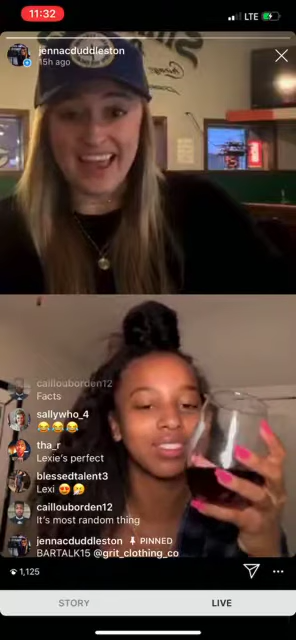 11:32
LTE
jennacduddleston
15h ago
caillouborden12
Facts
sallywho_4
😂😂😂
tha_r
Lexie's perfect
blessedtalent3
Lexi 😍🤪
caillouborden12
It's most random thing
jennacduddleston PINNED
BARTALK15 @grit_clothing_co
1,125
STORY LIVE